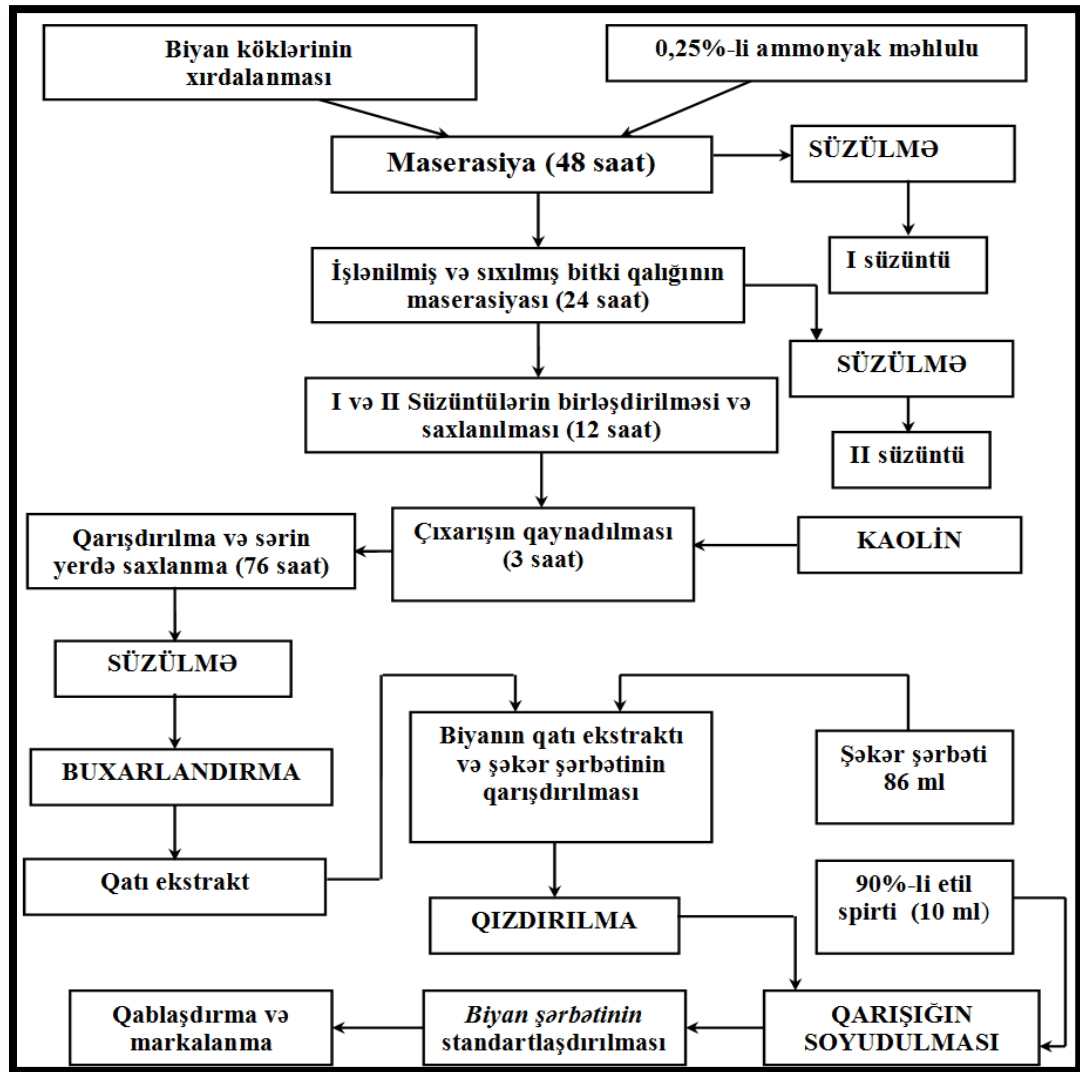 Biyan köklərinin
xırdalanması
0,25%-li ammonyak məhlulu
Maserasiya (48 saat)
SÜZÜLMƏ
I süzüntü
İşlənilmiş və sıxılmış bitki qalığının
maserasiyası (24 saat)
SÜZÜLMƏ
I və II Süzüntülərin birləşdirilməsi və
saxlanılması (12 saat)
II süzüntü
Qarışdırılma və sərin
yerdə saxlanma (76 saat)
Çıxarışın qaynadılması
(3 saat)
KAOLİN
SÜZÜLMƏ
BUXARLANDIRMA
Biyanın qatı ekstraktı
və şəkər şərbətinin
qarışdırılması
Şəkər şərbəti
86 ml
Qatı ekstrakt
90%-li etil
spirti (10 ml)
QIZDIRILMA
Qablaşdırma və
markalanma
Biyan şərbətinin
standartlaşdırılması
QARIŞIĞIN
SOYUDULMASI